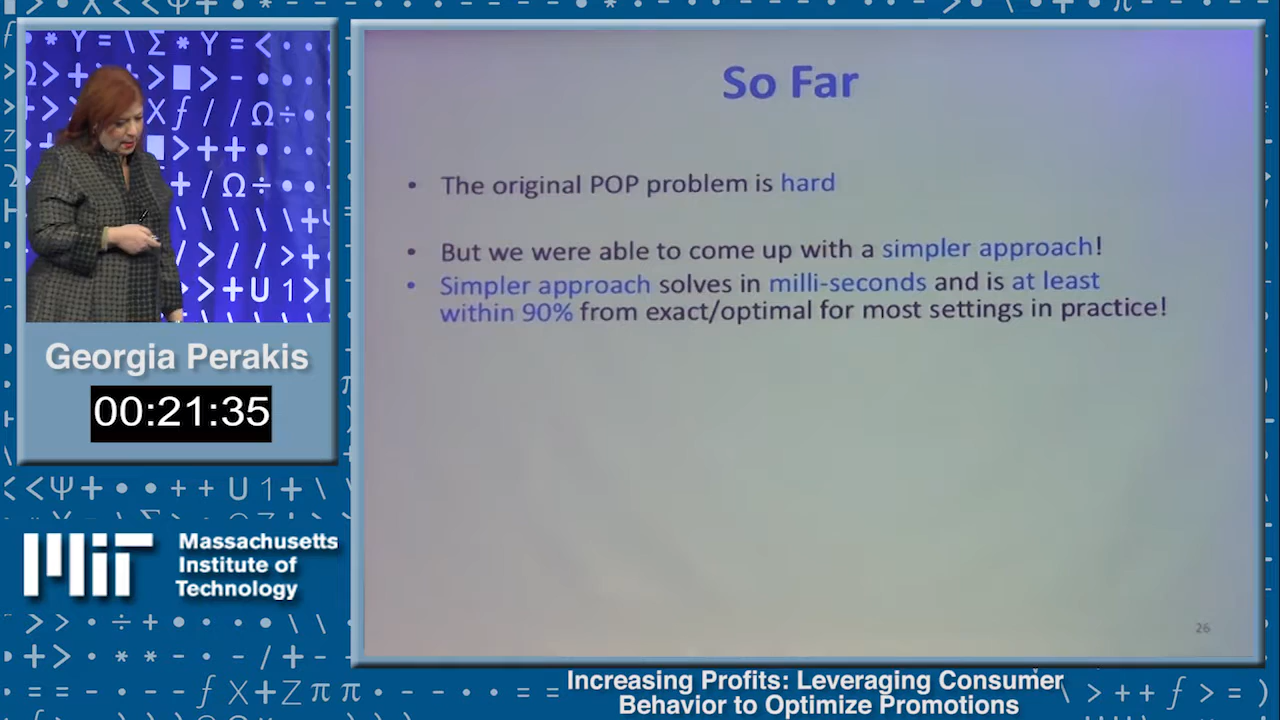 So Far
• The original POP problem is hard
• But we were able to come up with a simpler approach!
• Simpler approach solves in milli-seconds and is at least
within 90% from exact/optimal for most settings in practice!
26
Georgia Perakis
00:21:35
MIT
Massachusetts
Institute of
Technology
Increasing Profits: Leveraging Consumer
Behavior to Optimize Promotions